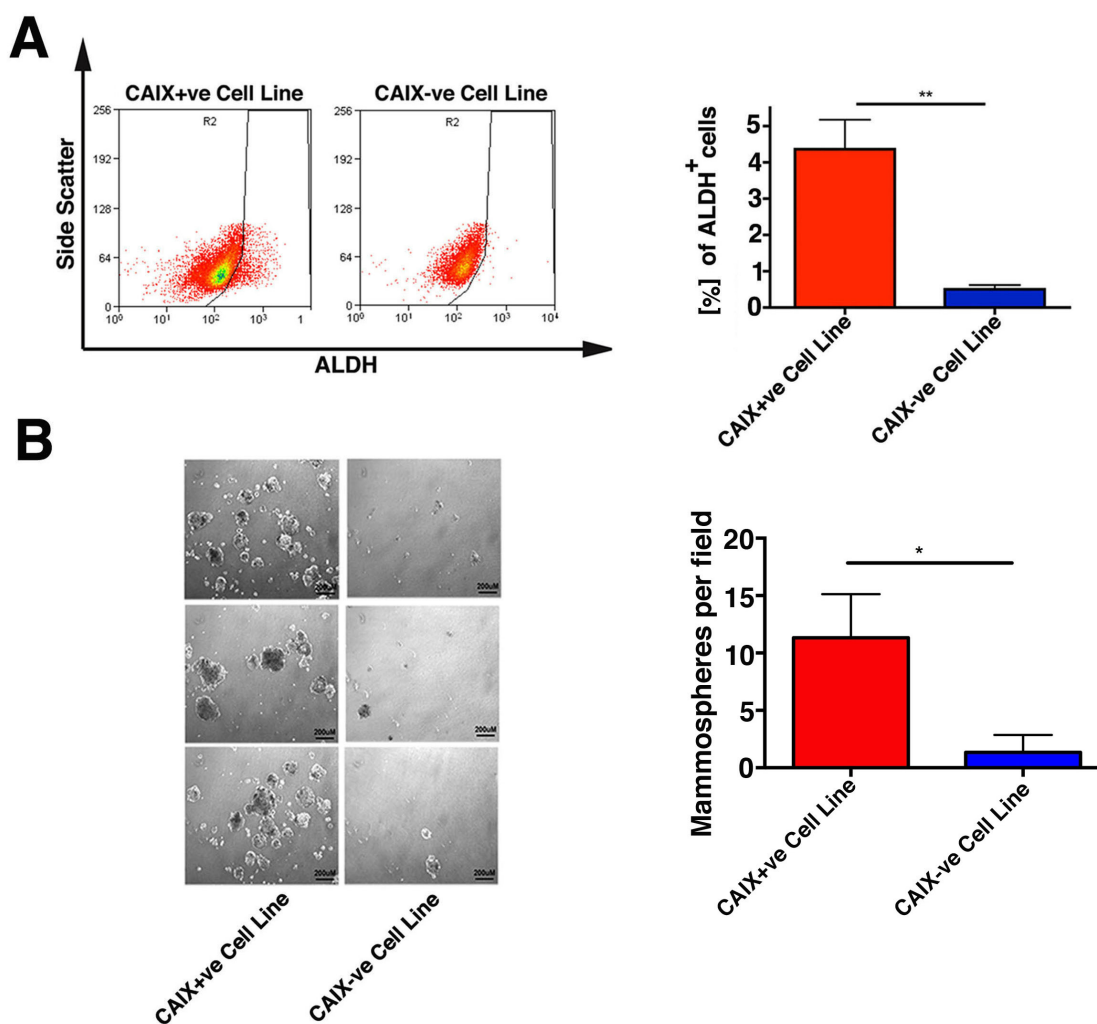 A
CAIX+ve Cell Line
CAIX-ve Cell Line
Side Scatter
256
192
128
64
0
R2
10⁰
10¹
10²
10³
1
256
192
128
64
0
R2
10⁰
10¹
10²
10³
10⁴
ALDH
[%] of ALDH⁺ cells
5
4
3
2
1
0
**
CAIX+ve Cell Line
CAIX-ve Cell Line
B
200uM
200uM
200uM
200uM
200uM
200uM
CAIX+ve Cell Line
CAIX-ve Cell Line
Mammospheres per field
20
15
10
5
0
*
CAIX+ve Cell Line
CAIX-ve Cell Line